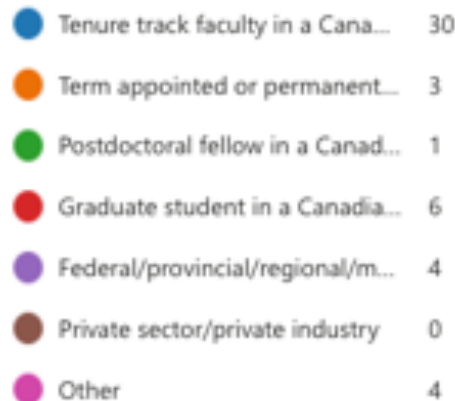 Tenure track faculty in a Cana... 30
Term appointed or permanent... 3
Postdoctoral fellow in a Canad... 1
Graduate student in a Canadia... 6
Federal/provincial/regional/m... 4
Private sector/private industry 0
Other 4